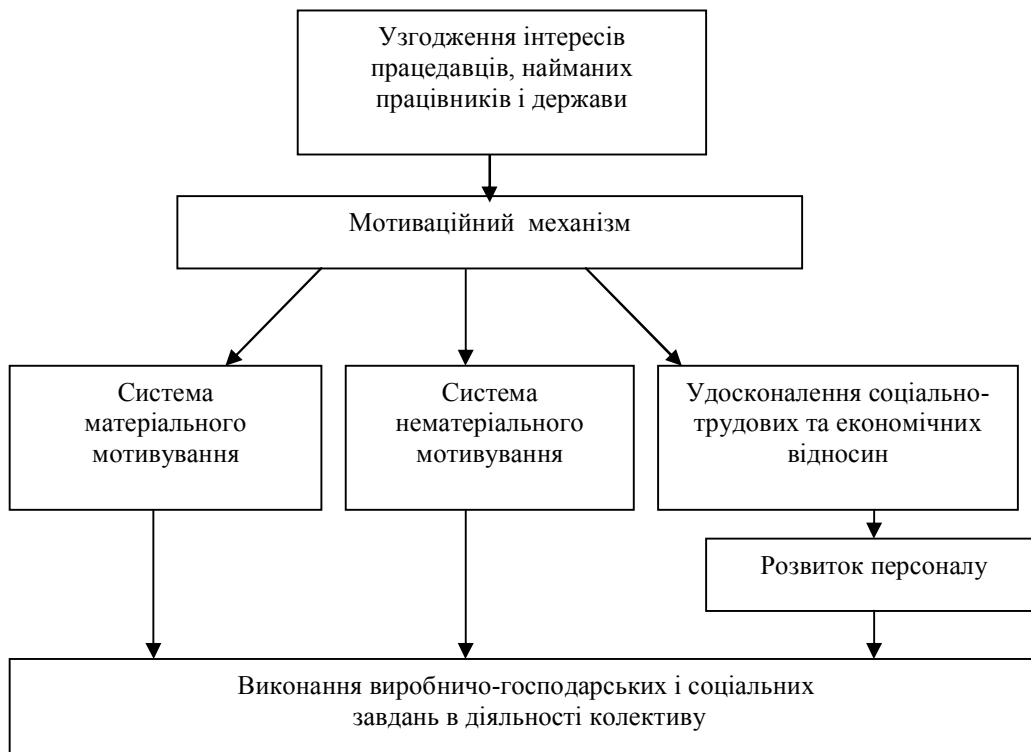 Узгодження інтересів
працедавців, найманих
працівників і держави
Мотиваційний механізм
Система
матеріального
мотивування
Система
нематеріального
мотивування
Удосконалення соціально-
трудових та економічних
відносин
Розвиток персоналу
Виконання виробничо-господарських і соціальних
завдань в діяльності колективу